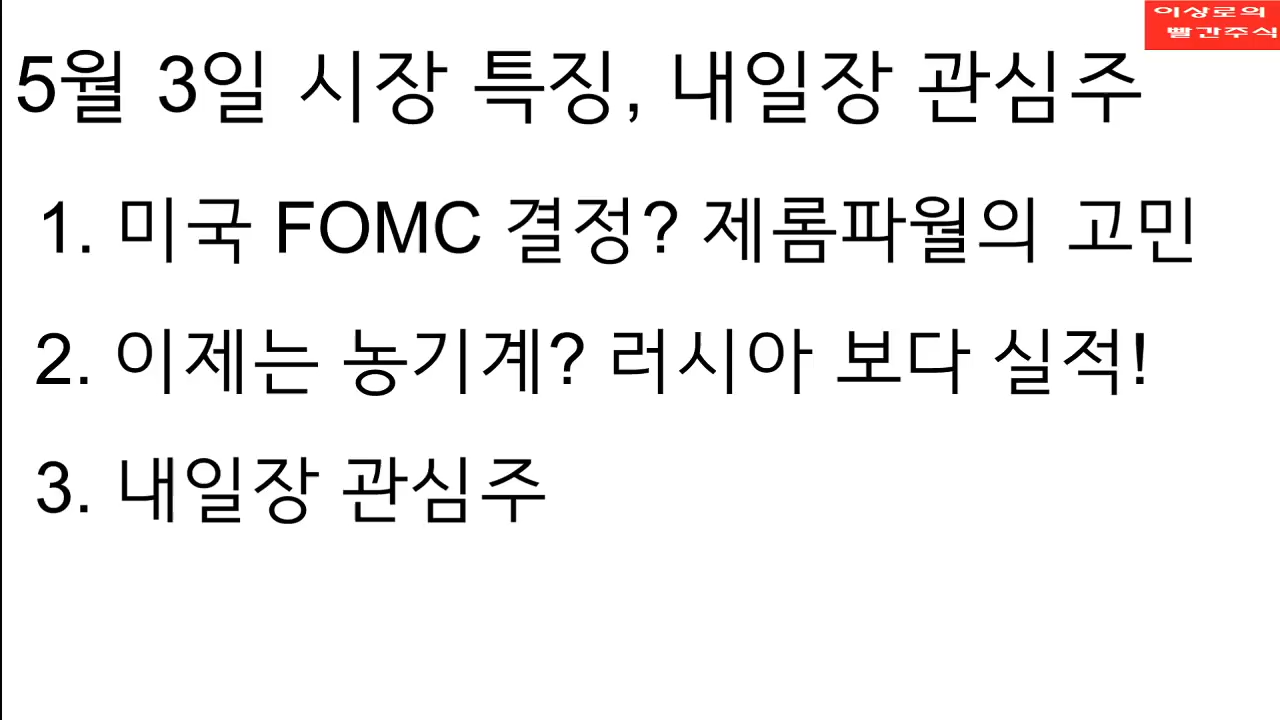 이상로의
빨간주식
5월 3일 시장 특징, 내일장 관심주
1. 미국 FOMC 결정? 제롬파월의 고민
2. 이제는 농기계? 러시아 보다 실적!
3. 내일장 관심주